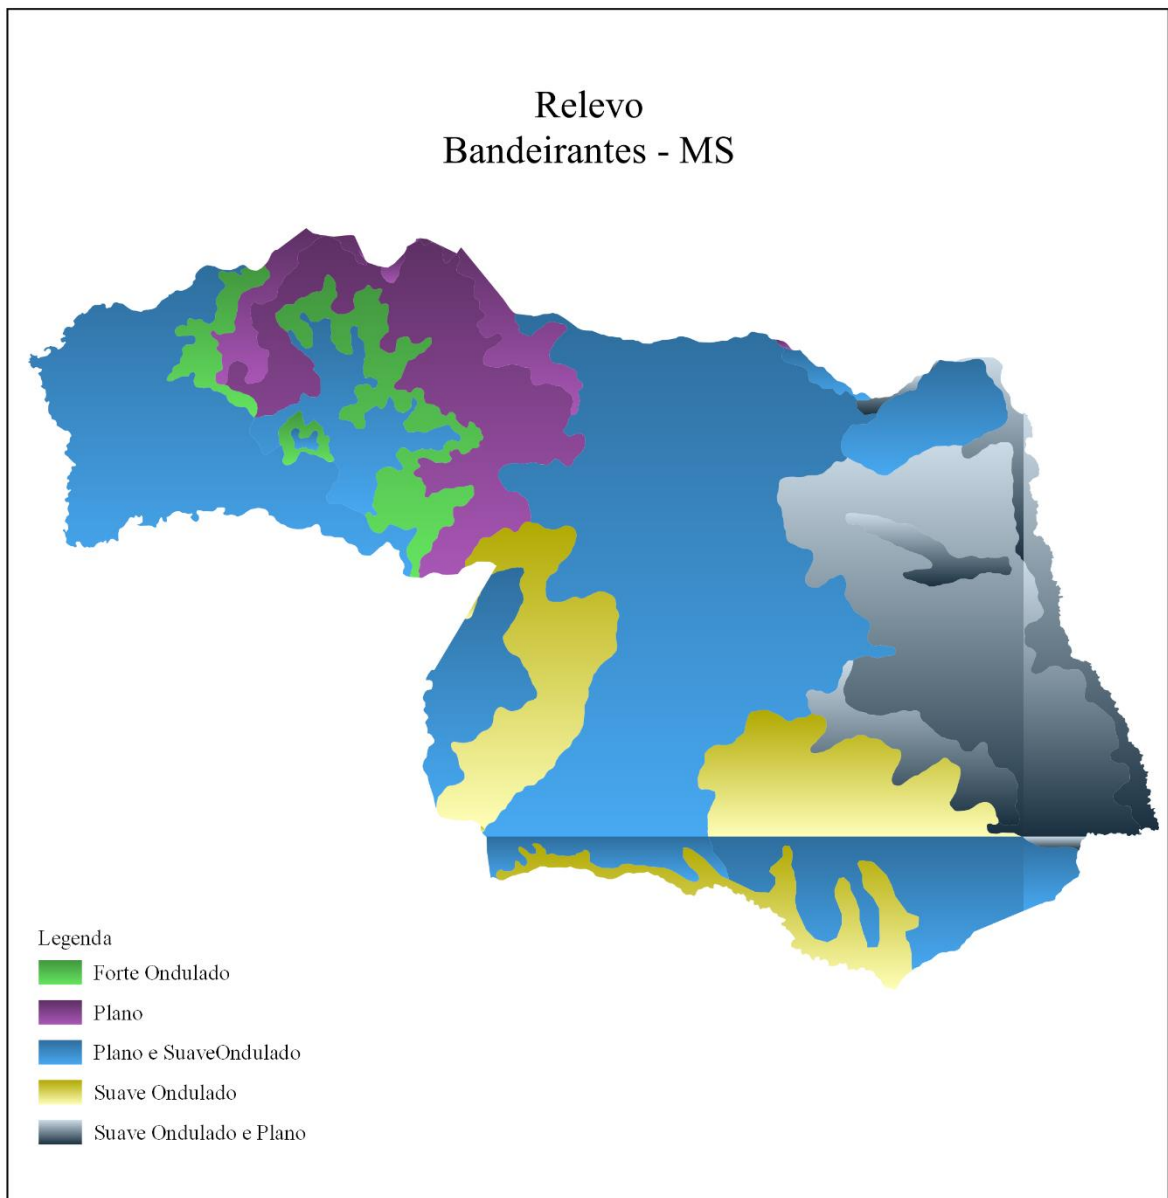 Relevo
Bandeirantes - MS
Legenda
Forte Ondulado
Plano
Plano e SuaveOndulado
Suave Ondulado
Suave Ondulado e Plano